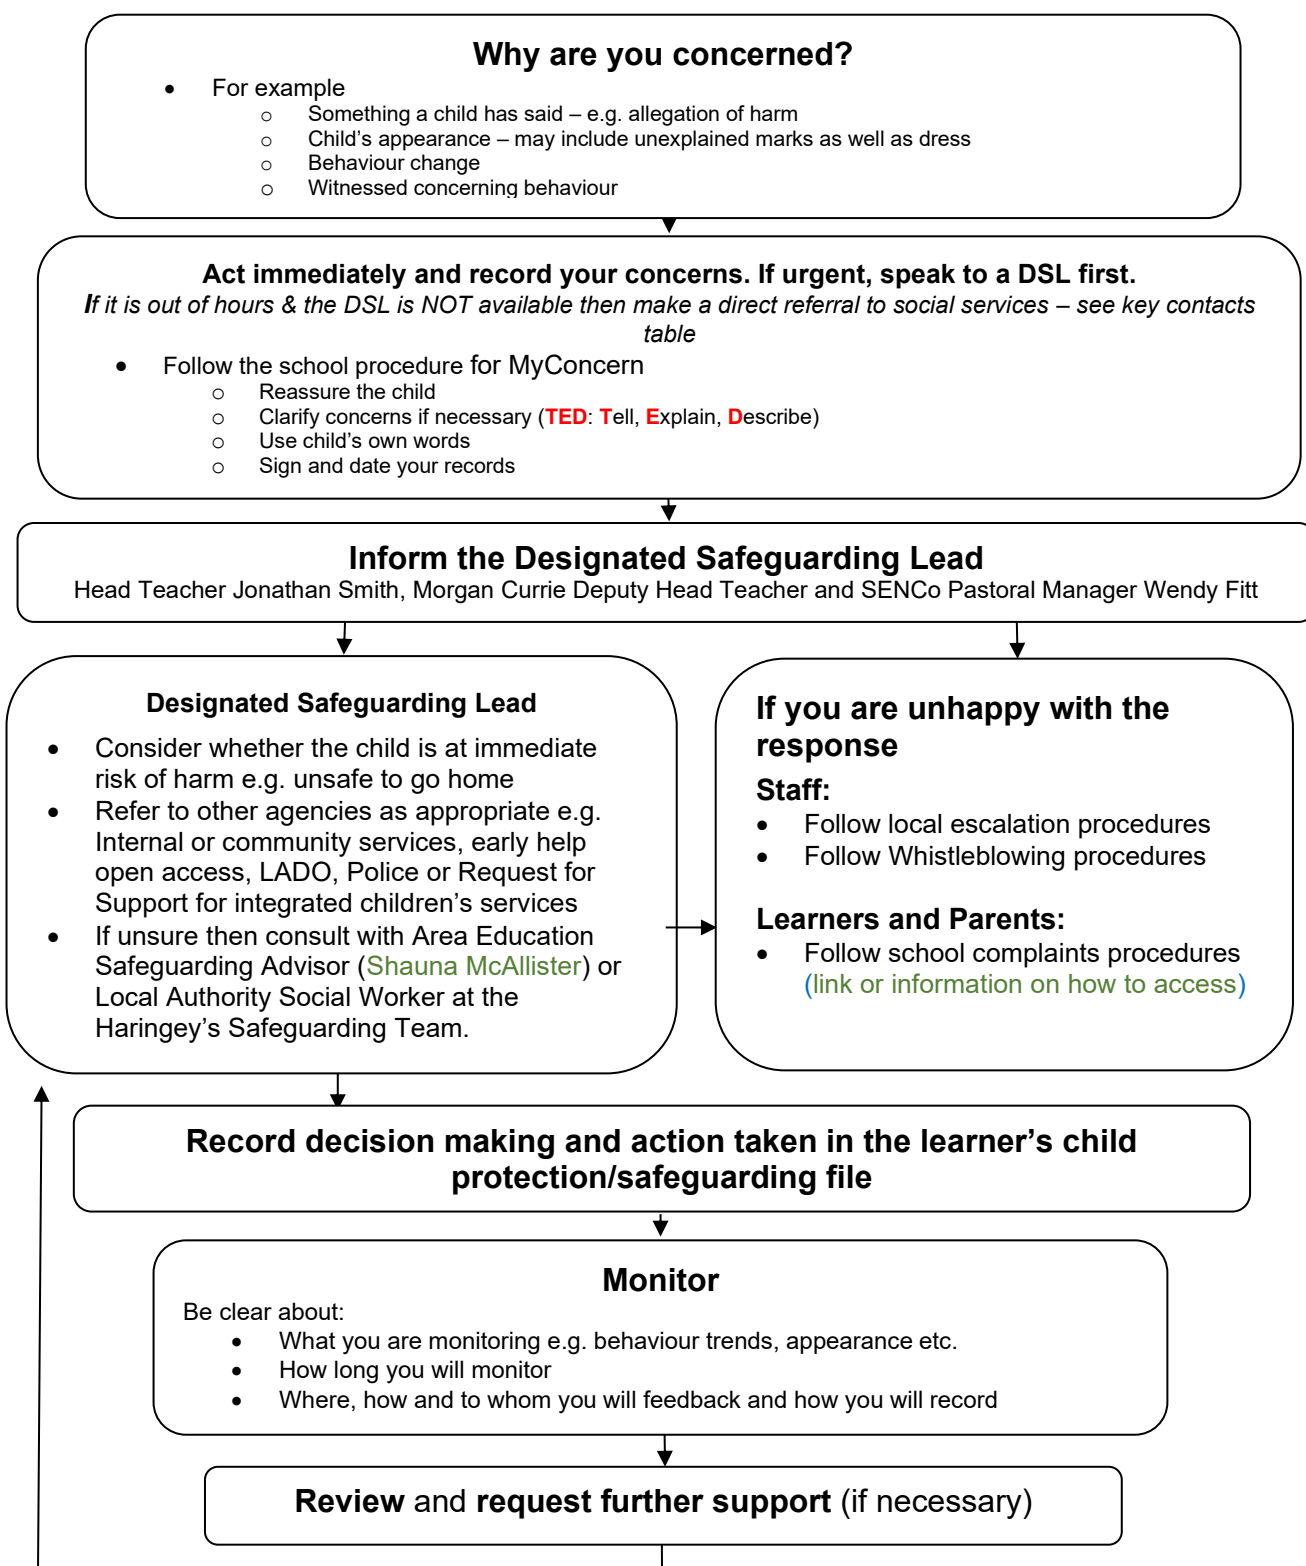 Why are you concerned?
• For example
o Something a child has said – e.g. allegation of harm
o Child's appearance – may include unexplained marks as well as dress
o Behaviour change
o Witnessed concerning behaviour
Act immediately and record your concerns. If urgent, speak to a DSL first.
If it is out of hours & the DSL is NOT available then make a direct referral to social services – see key contacts
table
• Follow the school procedure for MyConcern
o Reassure the child
o Clarify concerns if necessary (TED: Tell, Explain, Describe)
o Use child's own words
o Sign and date your records
Inform the Designated Safeguarding Lead
Head Teacher Jonathan Smith, Morgan Currie Deputy Head Teacher and SENCo Pastoral Manager Wendy Fitt
Designated Safeguarding Lead
• Consider whether the child is at immediate
risk of harm e.g. unsafe to go home
• Refer to other agencies as appropriate e.g.
Internal or community services, early help
open access, LADO, Police or Request for
Support for integrated children's services
• If unsure then consult with Area Education
Safeguarding Advisor (Shauna McAllister) or
Local Authority Social Worker at the
Haringey's Safeguarding Team.
If you are unhappy with the
response
Staff:
• Follow local escalation procedures
• Follow Whistleblowing procedures
Learners and Parents:
• Follow school complaints procedures
(link or information on how to access)
Record decision making and action taken in the learner's child
protection/safeguarding file
Monitor
Be clear about:
• What you are monitoring e.g. behaviour trends, appearance etc.
• How long you will monitor
• Where, how and to whom you will feedback and how you will record
Review and request further support (if necessary)